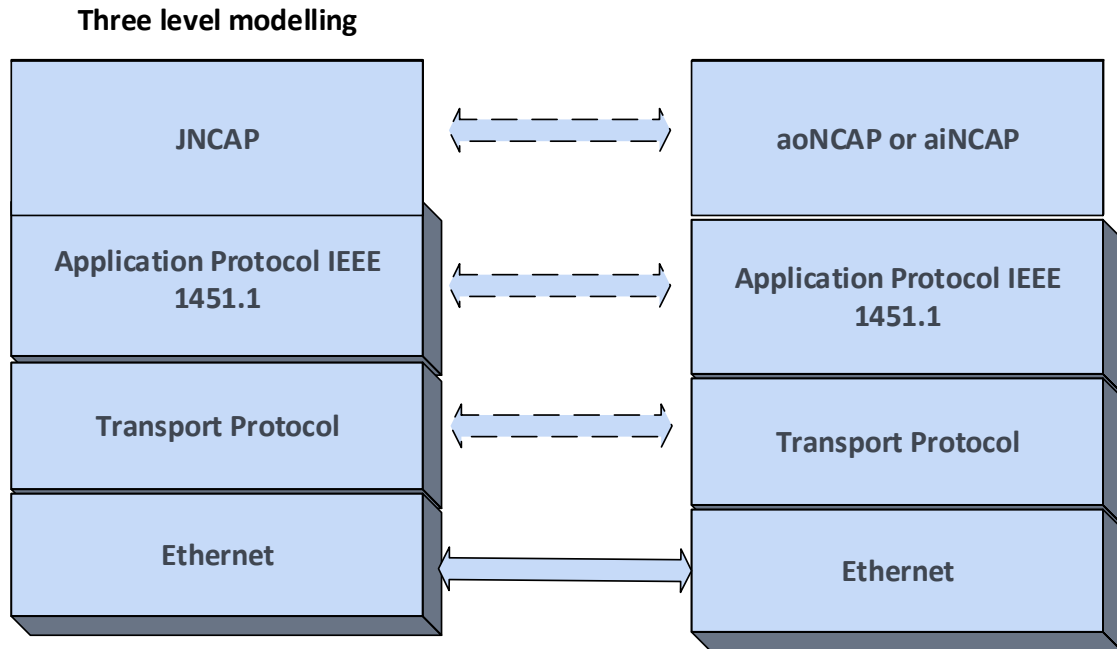 Three level modelling
JNCAP
Application Protocol IEEE
1451.1
Transport Protocol
Ethernet
aoNCAP or aiNCAP
Application Protocol IEEE
1451.1
Transport Protocol
Ethernet